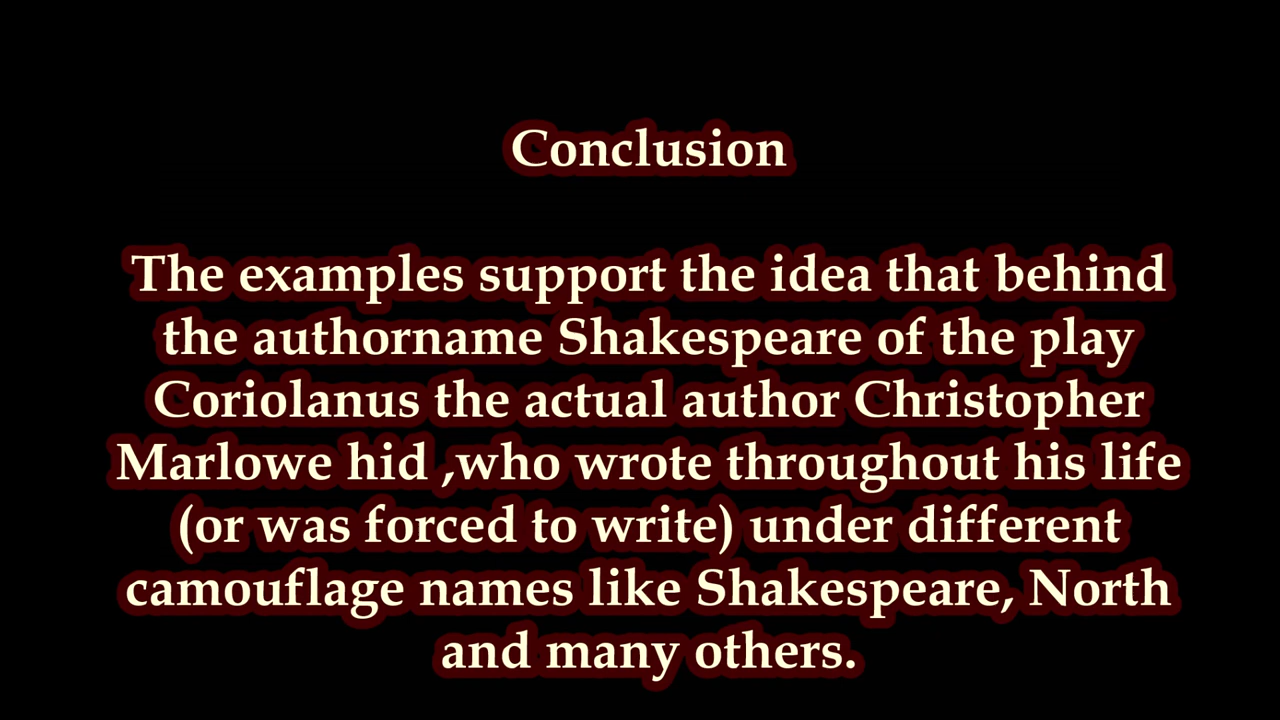 Conclusion
The examples support the idea that behind
the authorname Shakespeare of the play
Coriolanus the actual author Christopher
Marlowe hid ,who wrote throughout his life
(or was forced to write) under different
camouflage names like Shakespeare, North
and many others.